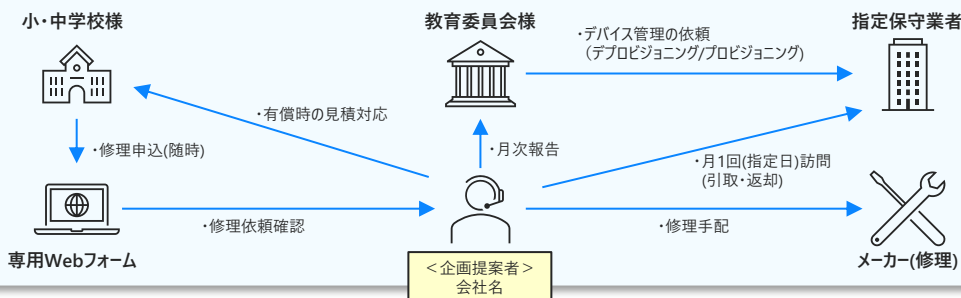 小・中学校様
教育委員会様
指定保守業者
・デバイス管理の依頼
(デプロビジョニング/プロビジョニング)
・有償時の見積対応
・修理申込(随時)
・月次報告
・月1回(指定日)訪問
(引取・返却)
・修理依頼確認
・修理手配
専用Webフォーム
メーカー(修理)
＜企画提案者＞
会社名